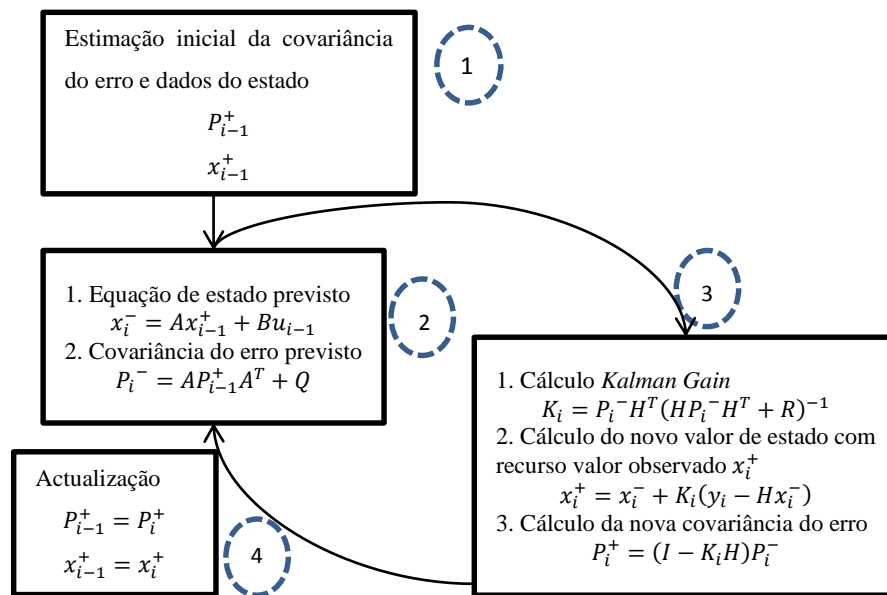 Estimação inicial da covariância
do erro e dados do estado
$P_{i-1}^{+}$
$x_{i-1}^{+}$
1
1. Equação de estado previsto
$x_i^- = Ax_{i-1}^+ + Bu_{i-1}$
2. Covariância do erro previsto
$P_i^- = AP_{i-1}^+A^T + Q$
2
3
1. Cálculo Kalman Gain
$K_i = P_i^-H^T(HP_i^-H^T + R)^{-1}$
2. Cálculo do novo valor de estado com
recurso valor observado $x_i^+$
$x_i^+ = x_i^- + K_i(y_i - Hx_i^-)$
3. Cálculo da nova covariância do erro
$P_i^+ = (I - K_iH)P_i^-$
Actualização
$P_{i-1}^+ = P_i^+$
$x_{i-1}^+ = x_i^+$
4